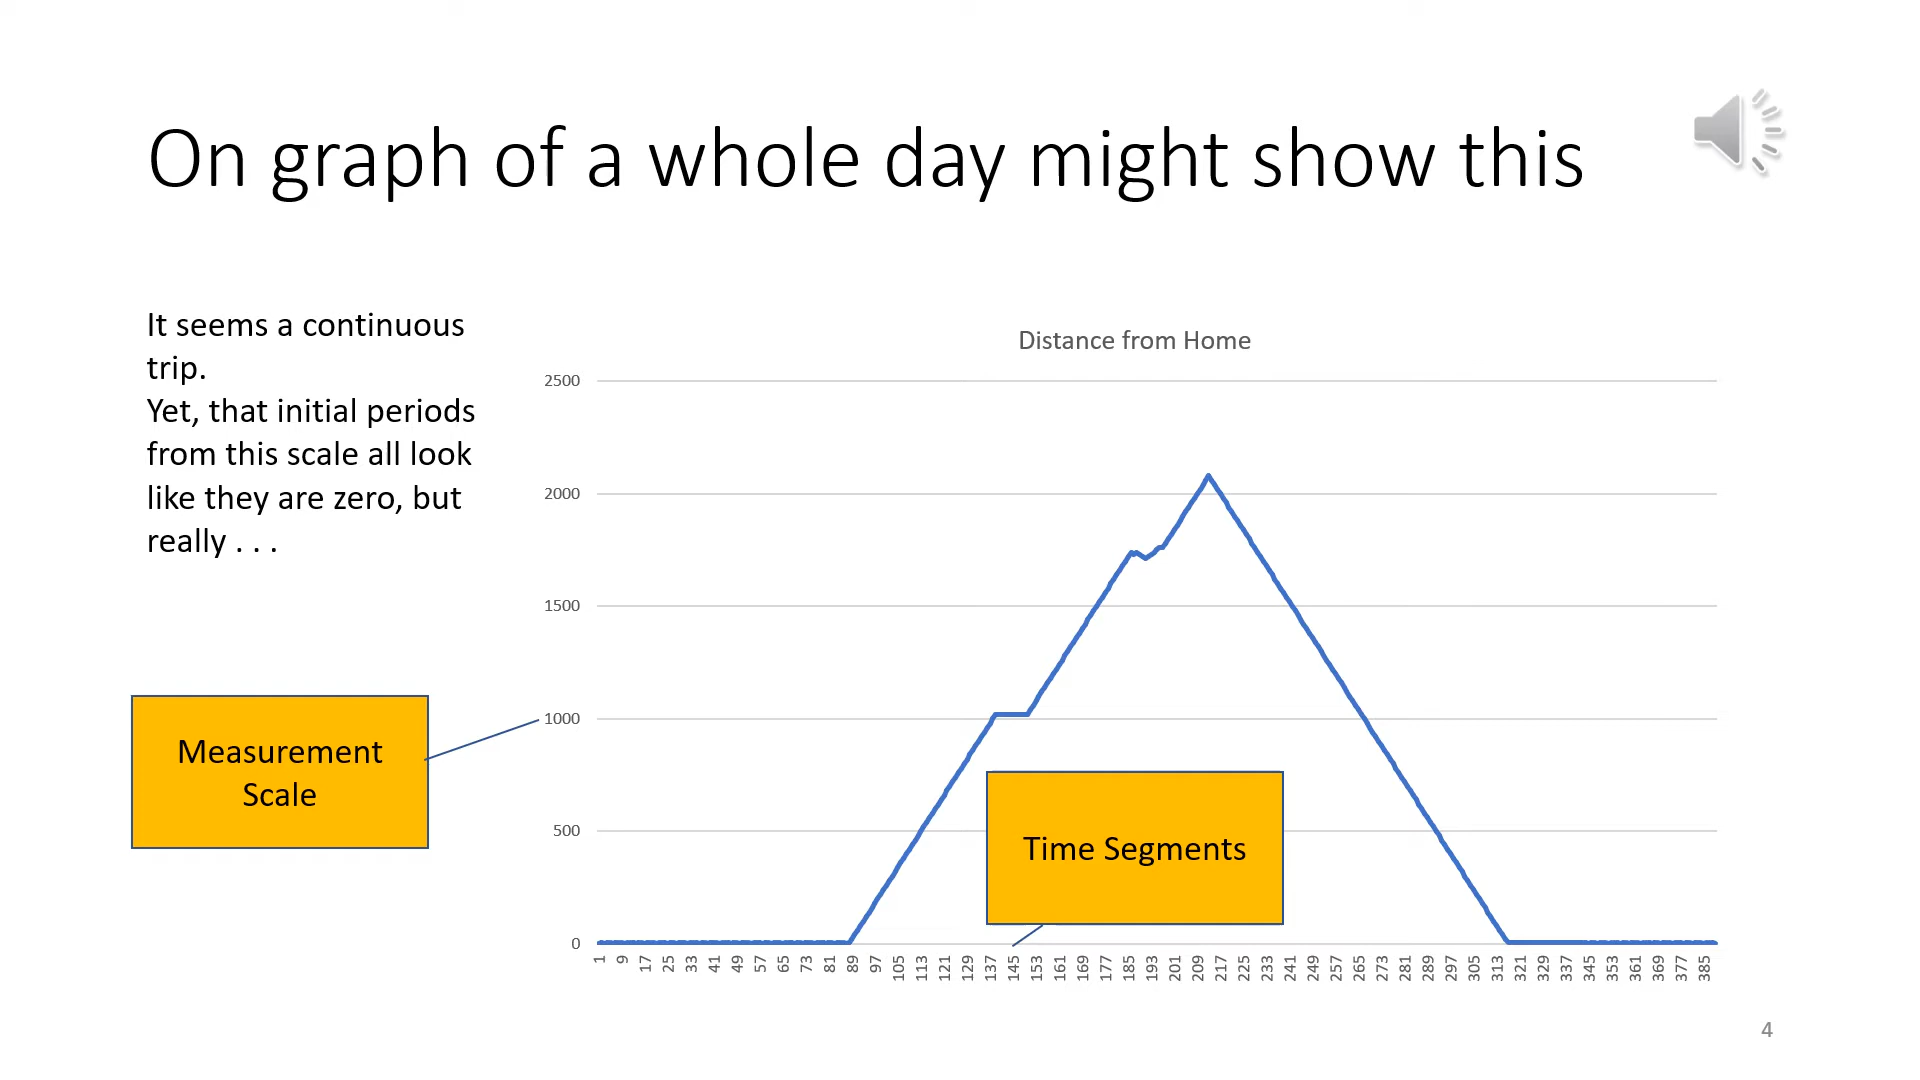 On graph of a whole day might show this
It seems a continuous
trip.
Yet, that initial periods
from this scale all look
like they are zero, but
really . . .
Measurement
Scale
Distance from Home
2500
2000
1500
1000
500
0
Time Segments
1 9 17 25 33 41 49 57 65 73 81 89 97 105 113 121 129 137 145 153 161 169 177 185 193 201 209 217 225 233 241 249 257 265 273 281 289 297 305 313 321 329 337 345 353 361 369 377 385
4